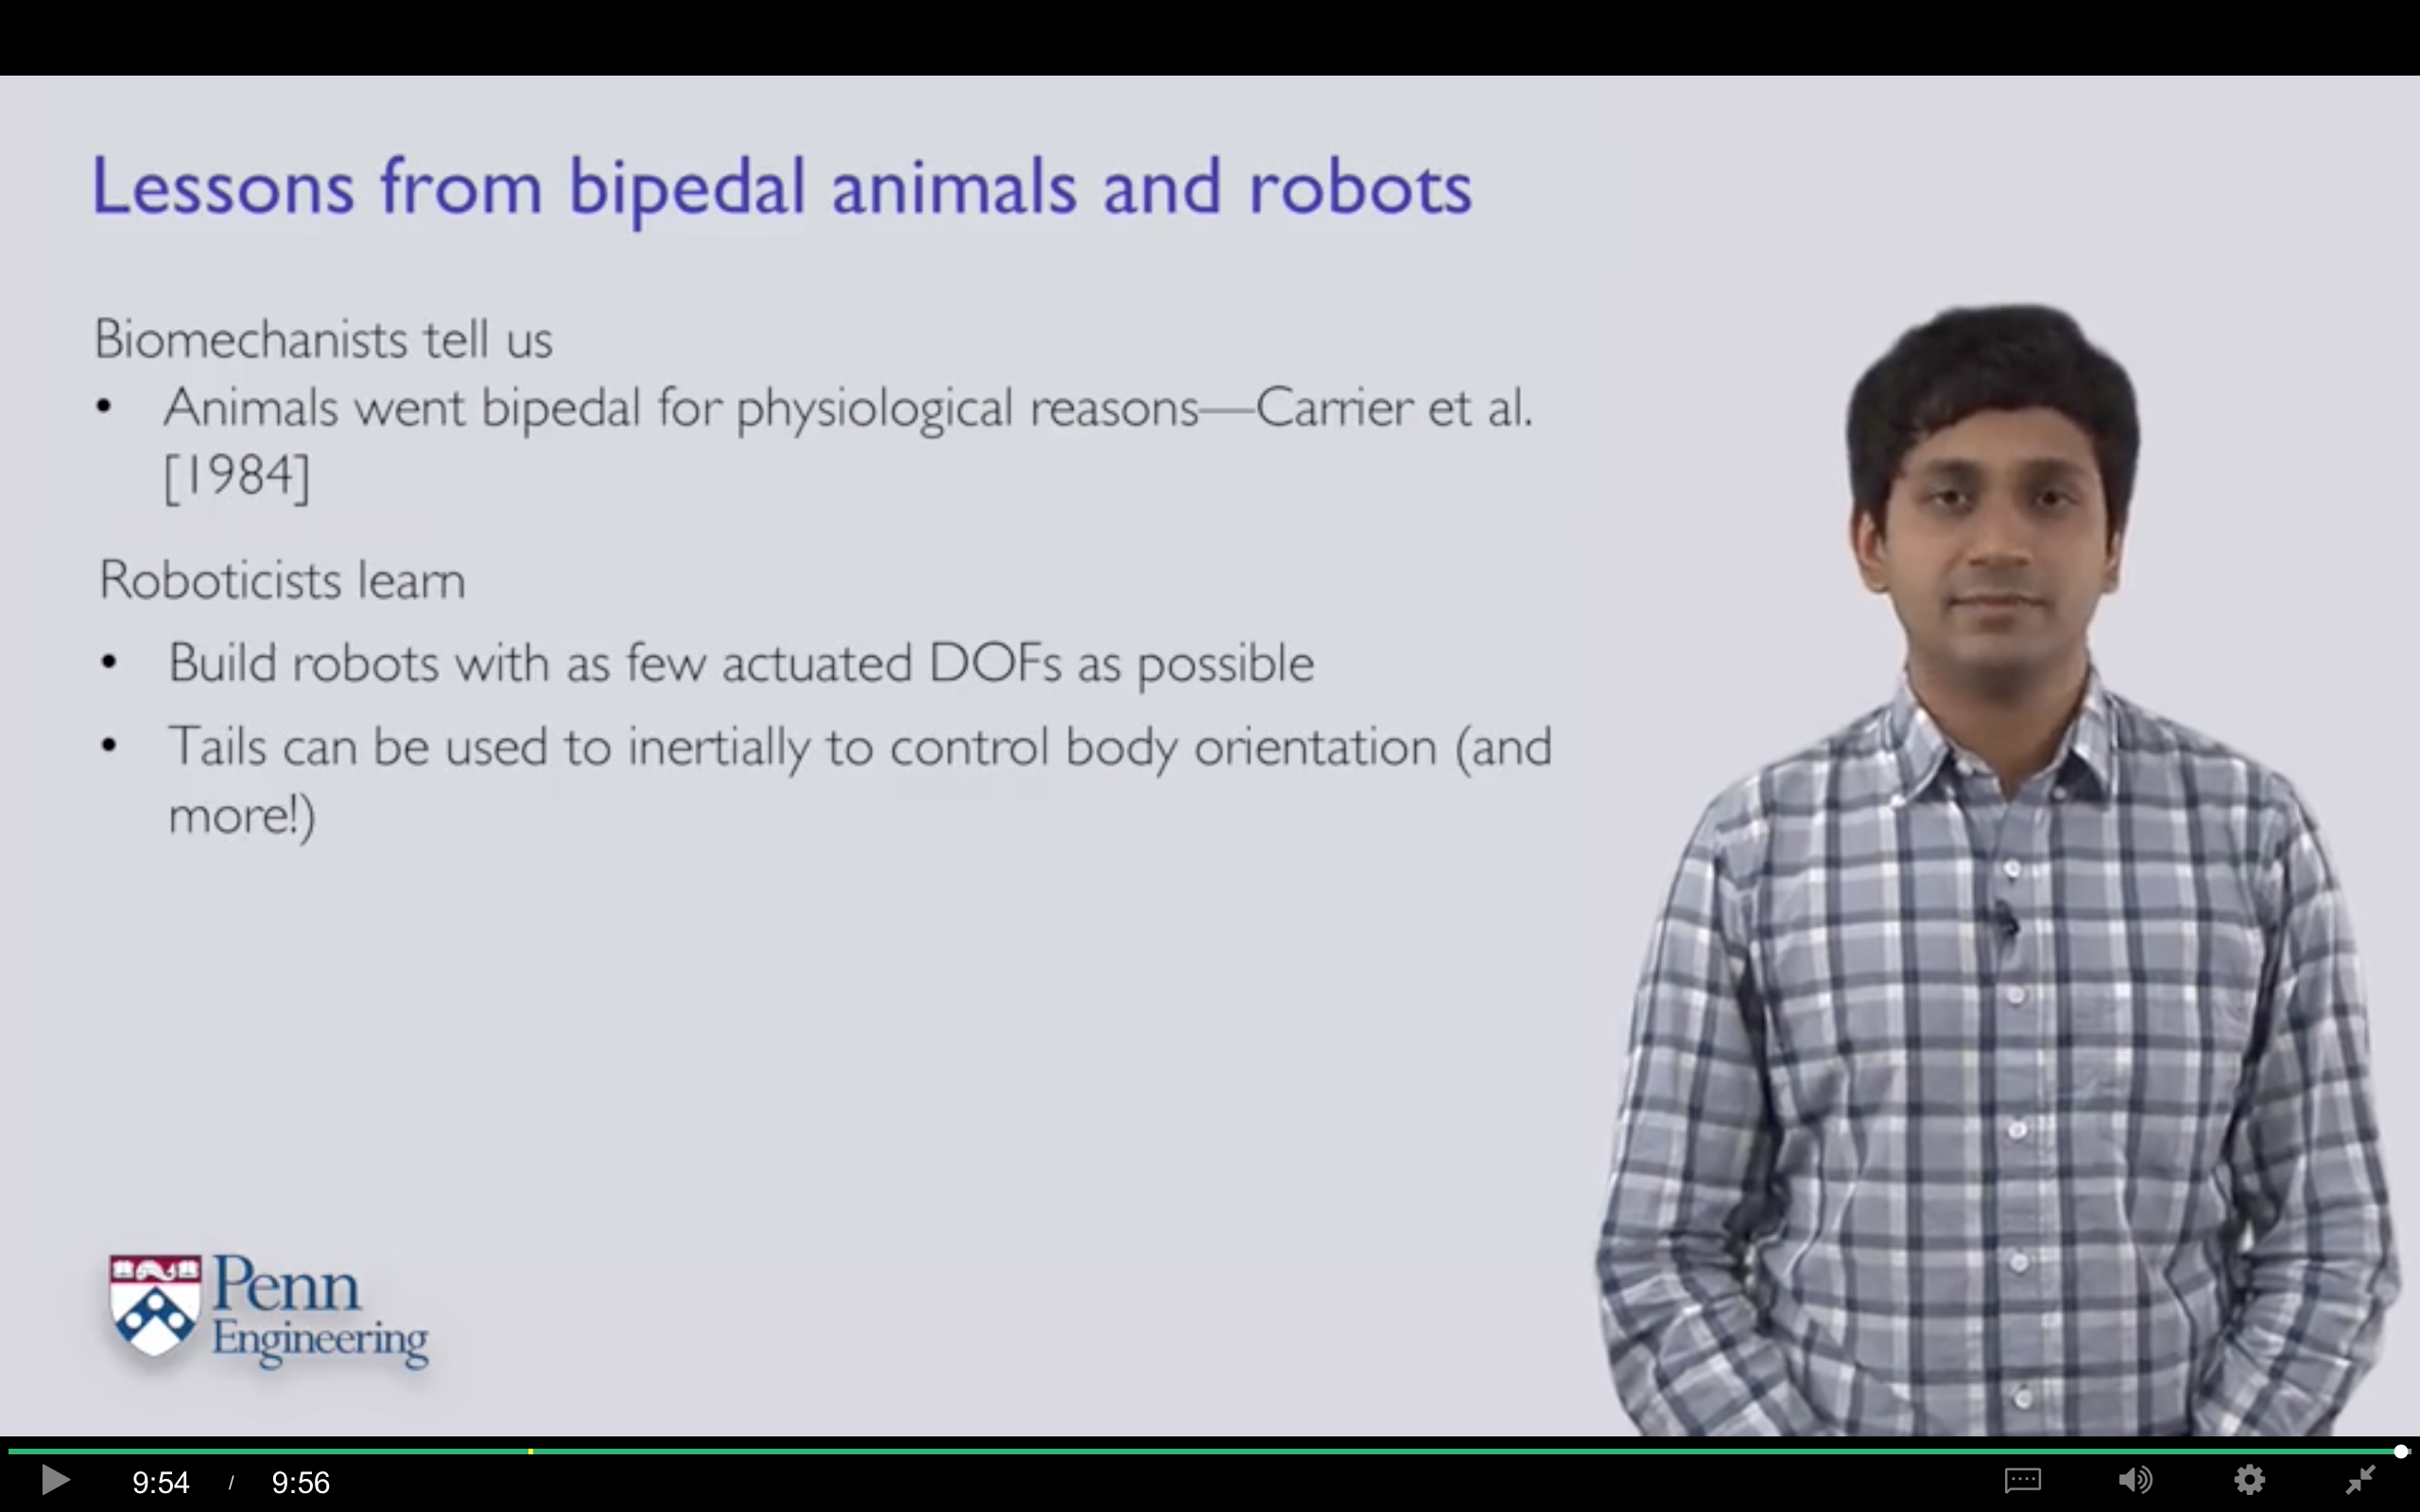 Lessons from bipedal animals and robots
Biomechanists tell us
• Animals went bipedal for physiological reasons—Carrier et al.
[1984]
Roboticists learn
• Build robots with as few actuated DOFs as possible
• Tails can be used to inertially to control body orientation (and
more!)
Penn
Engineering
9:54 / 9:56